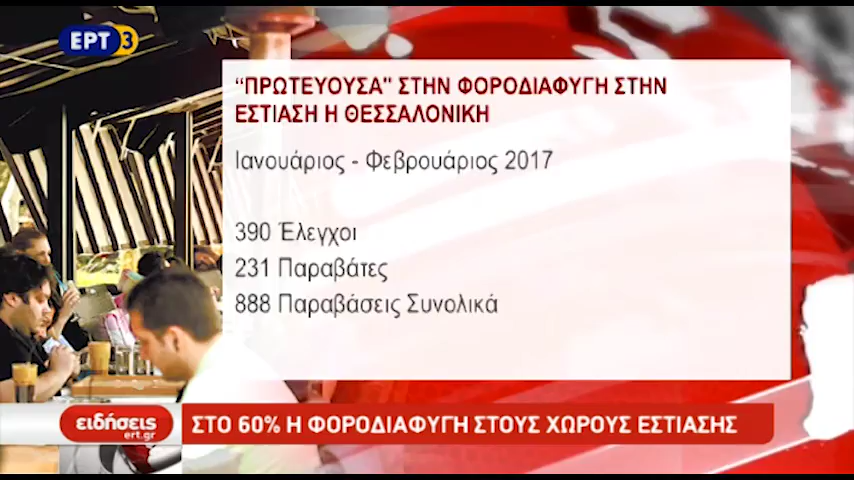 ΕΡΤ3
"ΠΡΩΤΕΥΟΥΣΑ" ΣΤΗΝ ΦΟΡΟΔΙΑΦΥΓΗ ΣΤΗΝ
ΕΣΤΙΑΣΗ Η ΘΕΣΣΑΛΟΝΙΚΗ
Ιανουάριος - Φεβρουάριος 2017
390 Έλεγχοι
231 Παραβάτες
888 Παραβάσεις Συνολικά
ειδήσεις
ert.gr
ΣΤΟ 60% Η ΦΟΡΟΔΙΑΦΥΓΗ ΣΤΟΥΣ ΧΩΡΟΥΣ ΕΣΤΙΑΣΗΣ